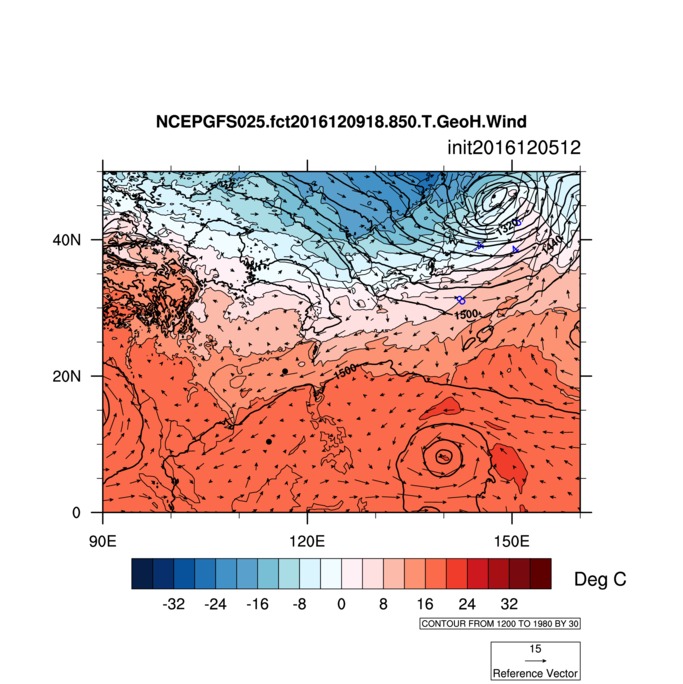 NCEPGFS025.fct2016120918.850.T.GeoH.Wind
init2016120512
40N
20N
0
90E 120E 150E
1320
1440
1500
1500
-32 -24 -16 -8 0 8 16 24 32
Deg C
CONTOUR FROM 1200 TO 1980 BY 30
15
Reference Vector